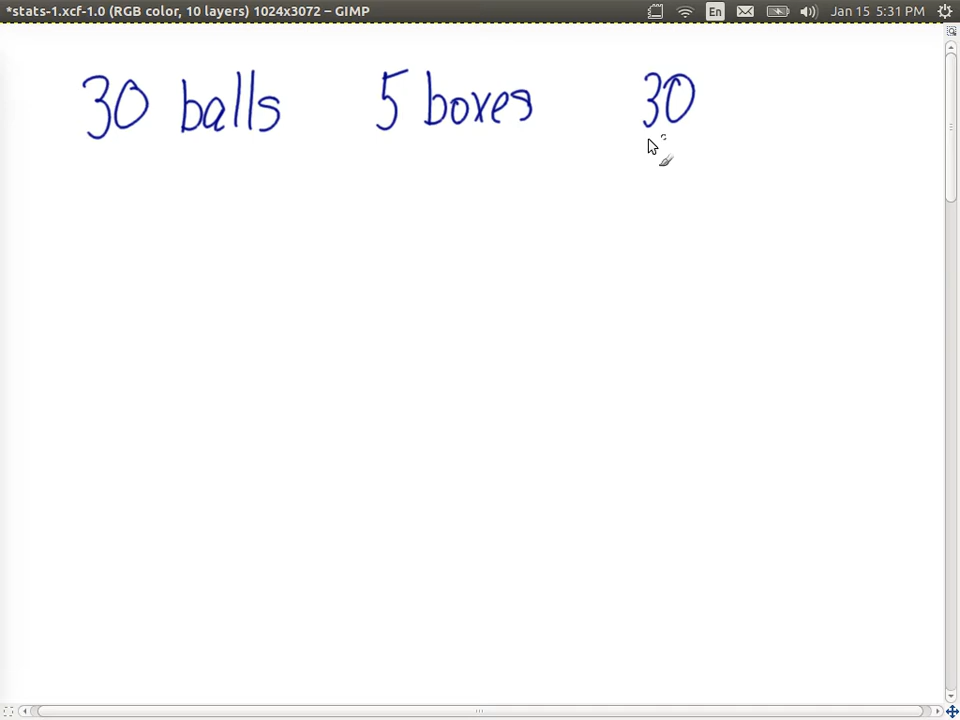 *stats-1.xcf-1.0 (RGB color, 10 layers) 1024x3072 – GIMP En Jan 15 5:31 PM
30 balls 5 boxes 30